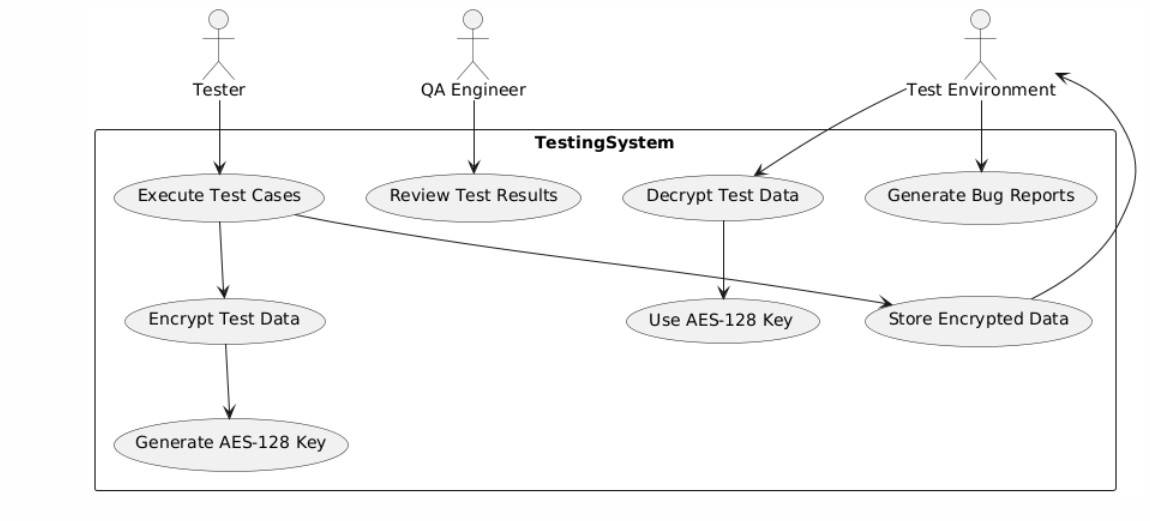 Tester
QA Engineer
Test Environment
TestingSystem
Execute Test Cases
Review Test Results
Decrypt Test Data
Generate Bug Reports
Encrypt Test Data
Use AES-128 Key
Store Encrypted Data
Generate AES-128 Key